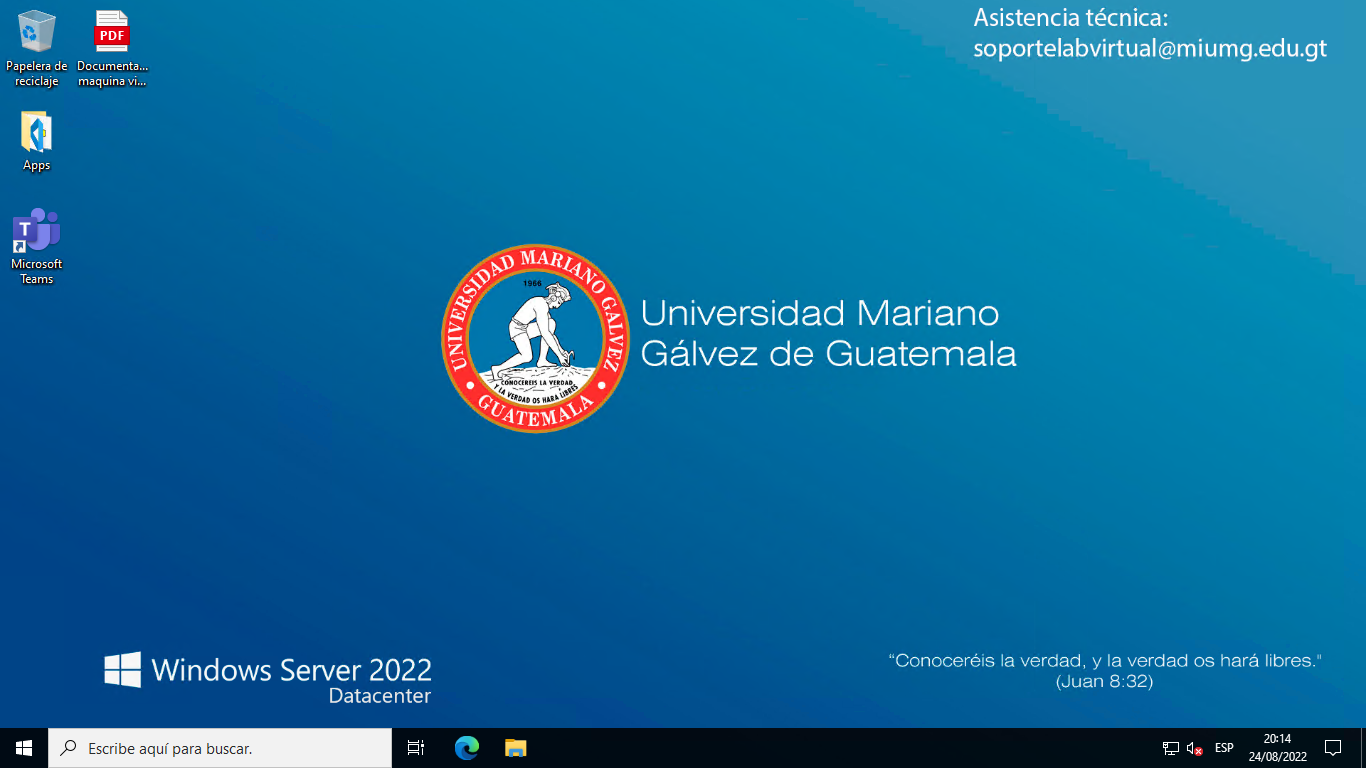 Asistencia técnica:
soportelabvirtual@miumg.edu.gt
Papelera de
reciclaje
PDF
Documenta...
maquina vi...
Apps
T
Microsoft
Teams
UNIVERSIDAD MARIANO GALVEZ
1966
CONOCEREIS LA VERDAD
Y LA VERDAD OS HARÁ LIBRES
GUATEMALA
Universidad Mariano
Gálvez de Guatemala
Windows Server 2022
Datacenter
“Conoceréis la verdad, y la verdad os hará libres."
(Juan 8:32)
Escribe aquí para buscar.
ESP
20:14
24/08/2022